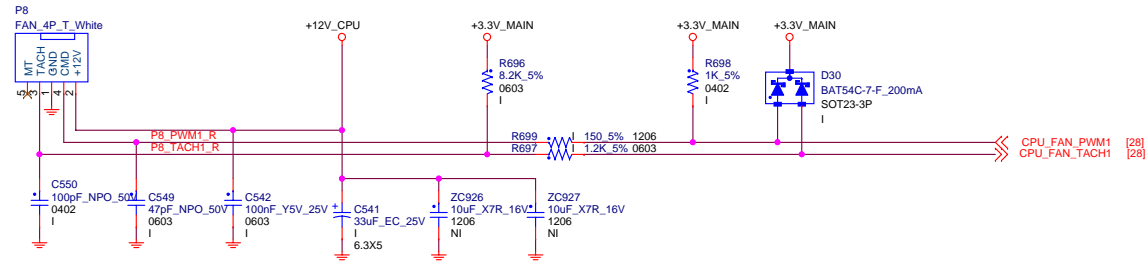 P8
FAN_4P_T_White
MT
TACH
GND
CMD
+12V
5
3
1
4
2
+12V_CPU
+3.3V_MAIN
+3.3V_MAIN
+3.3V_MAIN
R696
8.2K_5%
0603
I
R698
1K_5%
0402
I
D30
BAT54C-7-F_200mA
SOT23-3P
I
P8_PWM1_R
R699 I 150_5% 1206
CPU_FAN_PWM1 [28]
P8_TACH1_R
R697 I 1.2K_5% 0603
CPU_FAN_TACH1 [28]
C550
100pF_NPO_50V
0402
I
C549
47pF_NPO_50V
0603
I
C542
100nF_Y5V_25V
0603
I
+
C541
33uF_EC_25V
I
6.3X5
ZC926
10uF_X7R_16V
1206
NI
ZC927
10uF_X7R_16V
1206
NI